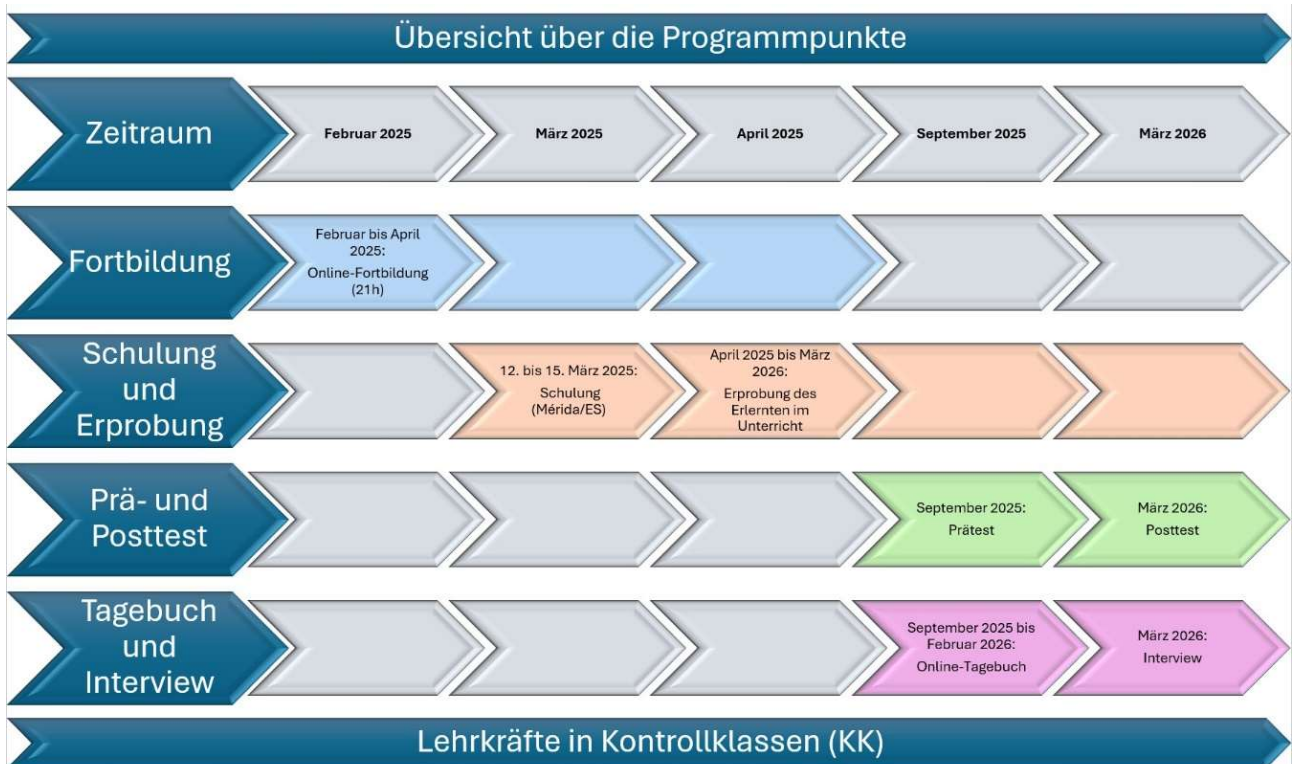 Übersicht über die Programmpunkte
Zeitraum
Februar 2025
März 2025
April 2025
September 2025
März 2026
Fortbildung
Februar bis April
2025:
Online-Fortbildung
(21h)
Schulung
und
Erprobung
12. bis 15. März 2025:
Schulung
(Mérida/ES)
April 2025 bis März
2026:
Erprobung des
Erlernten im
Unterricht
Prä- und
Posttest
September 2025:
Prätest
März 2026:
Posttest
Tagebuch
und
Interview
September 2025 bis
Februar 2026:
Online-Tagebuch
März 2026:
Interview
Lehrkräfte in Kontrollklassen (KK)